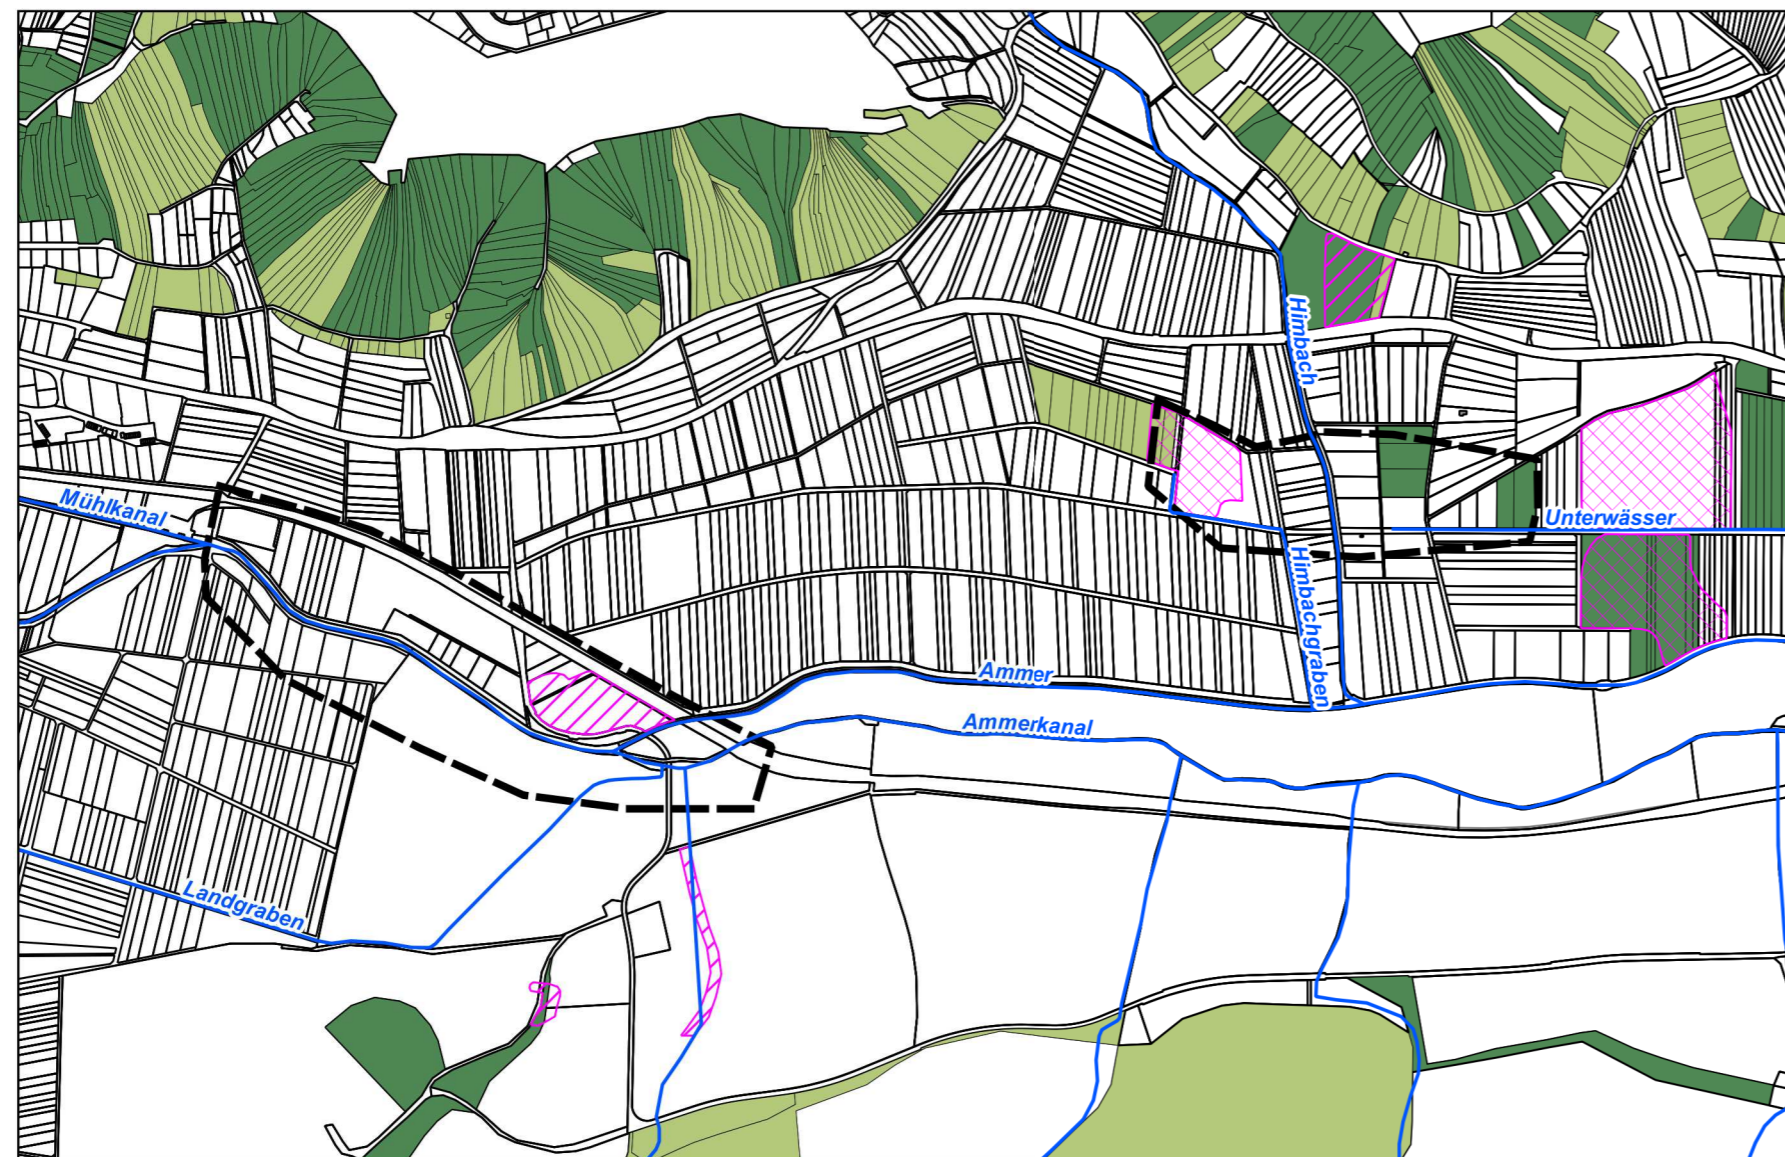 Himbach
Mühlkanal
Unterwässer
Himbachgraben
Ammer
Ammerkanal
Landgraben